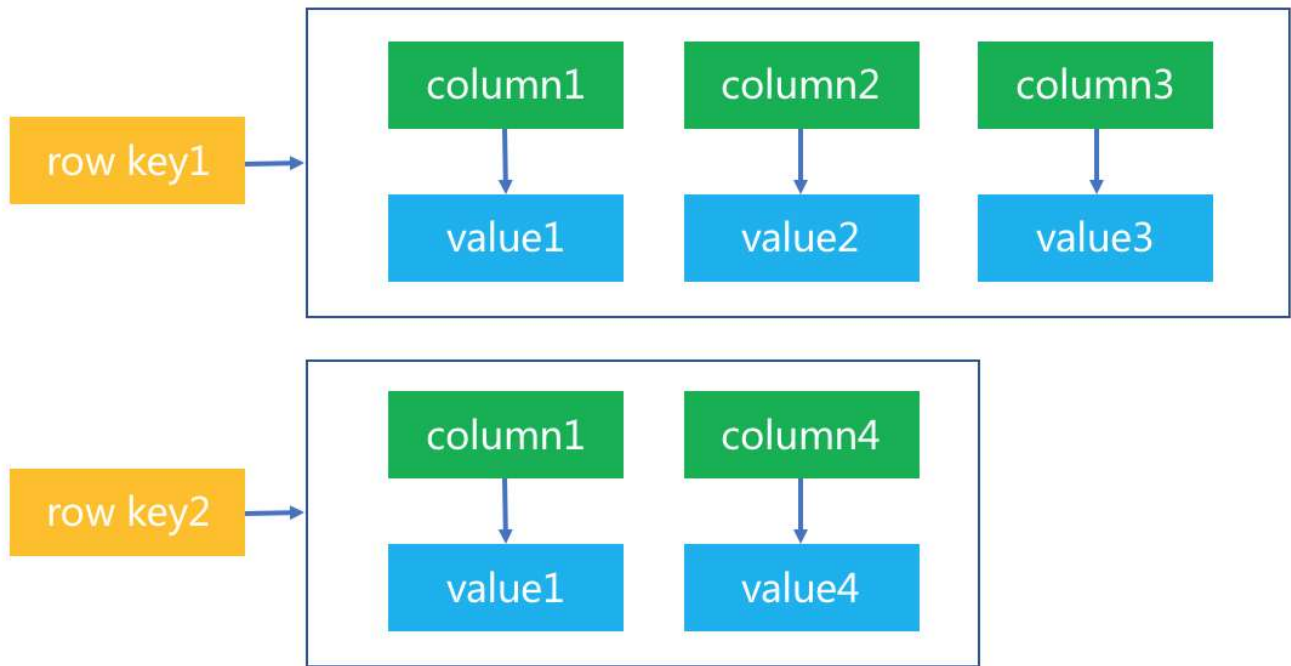 column1 column2 column3
row key1
value1 value2 value3
column1 column4
row key2
value1 value4